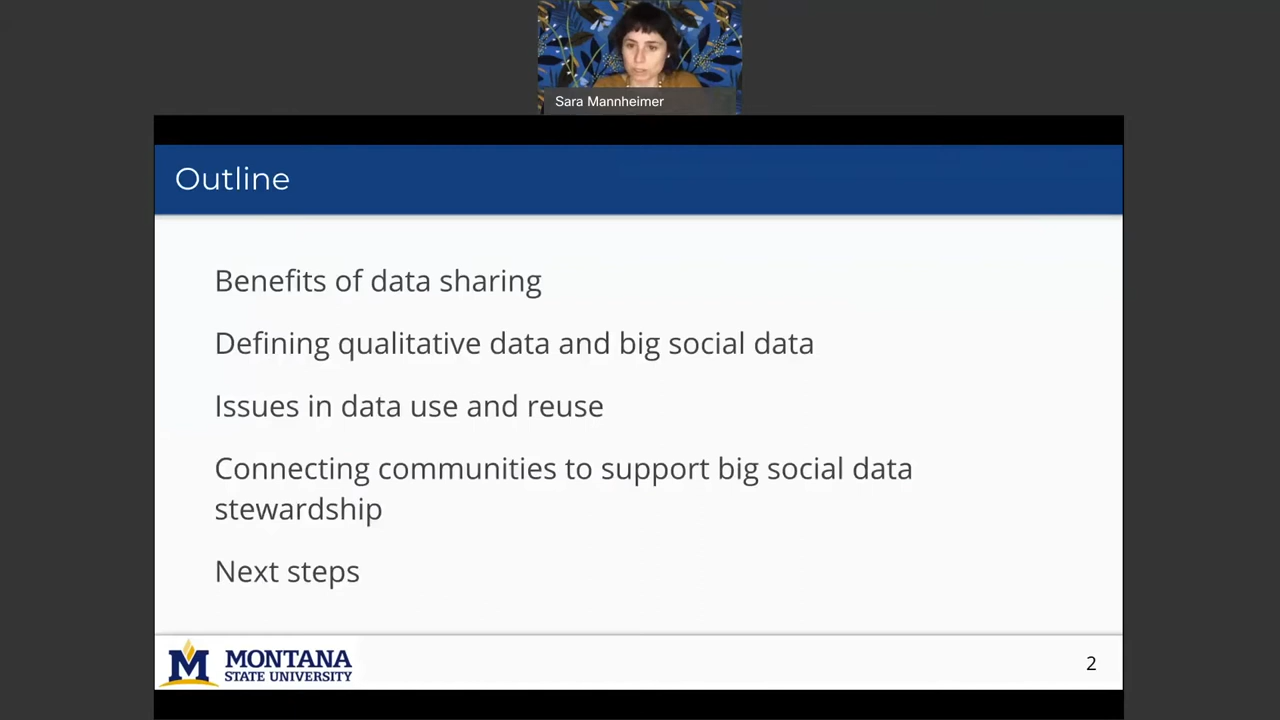 Sara Mannheimer
Outline
Benefits of data sharing
Defining qualitative data and big social data
Issues in data use and reuse
Connecting communities to support big social data
stewardship
Next steps
M MONTANA
STATE UNIVERSITY
2